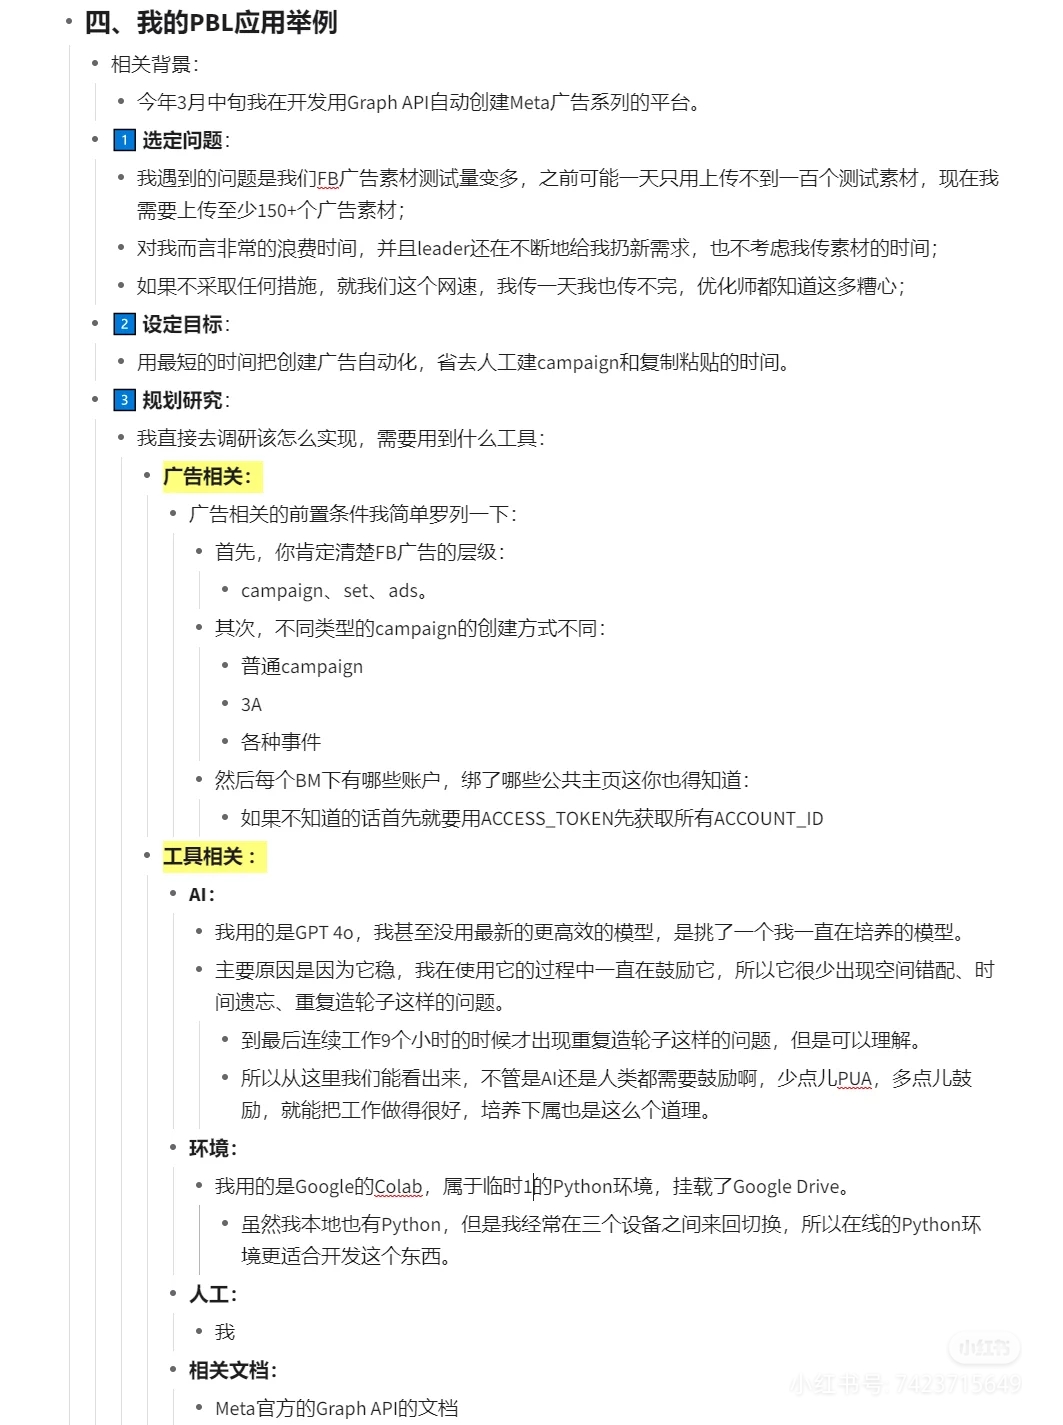 四、我的PBL应用举例
相关背景：
今年3月中旬我在开发用Graph API自动创建Meta广告系列的平台。
1 选定问题：
我遇到的问题是我们FB广告素材测试量变多，之前可能一天只用上传不到一百个测试素材，现在我
需要上传至少150+个广告素材；
对我而言非常的浪费时间，并且leader还在不断地给我扔新需求，也不考虑我传素材的时间；
如果不采取任何措施，就我们这个网速，我传一天我也传不完，优化师都知道这多糟心；
2 设定目标：
用最短的时间把创建广告自动化，省去人工建campaign和复制粘贴的时间。
3 规划研究：
我直接去调研该怎么实现，需要用到什么工具：
广告相关：
广告相关的前置条件我简单罗列一下：
首先，你肯定清楚FB广告的层级：
campaign、set、ads。
其次，不同类型的campaign的创建方式不同：
普通campaign
3A
各种事件
然后每个BM下有哪些账户，绑了哪些公共主页这你也得知道：
如果不知道的话首先就要用ACCESS_TOKEN先获取所有ACCOUNT_ID
工具相关：
AI：
我用的是GPT 4o，我甚至没用最新的更高效的模型，是挑了一个我一直在培养的模型。
主要原因是因为它稳，我在使用它的过程中一直在鼓励它，所以它很少出现空间错配、时
间遗忘、重复造轮子这样的问题。
到最后连续工作9个小时的时候才出现重复造轮子这样的问题，但是可以理解。
所以从这里我们能看出来，不管是AI还是人类都需要鼓励啊，少点儿PUA，多点儿鼓
励，就能把工作做得很好，培养下属也是这么个道理。
环境：
我用的是Google的Colab，属于临时1的Python环境，挂载了Google Drive。
虽然我本地也有Python，但是我经常在三个设备之间来回切换，所以在线的Python环
境更适合开发这个东西。
人工：
我
相关文档：
Meta官方的Graph API的文档
小红书
小红书号: 7423715649